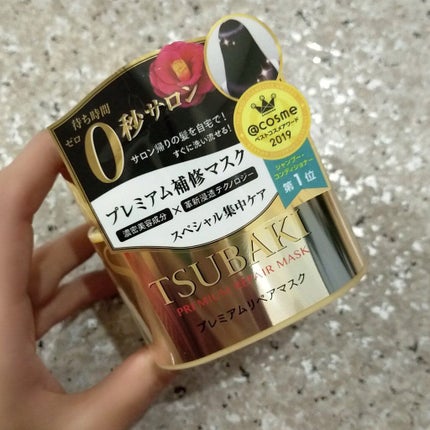 待ち時間
ゼロ
0秒サロン
サロン帰りの髪を自宅で!
すぐに洗い流せる!
プレミアム補修マスク
濃密美容成分×革新浸透テクノロジー
スペシャル集中ケア
TSUBAKI
PREMIUM REPAIR MASK
プレミアムリペアマスク
@cosme
ベストコスメアワード
2019
シャンプー・
コンディショナー
第1位